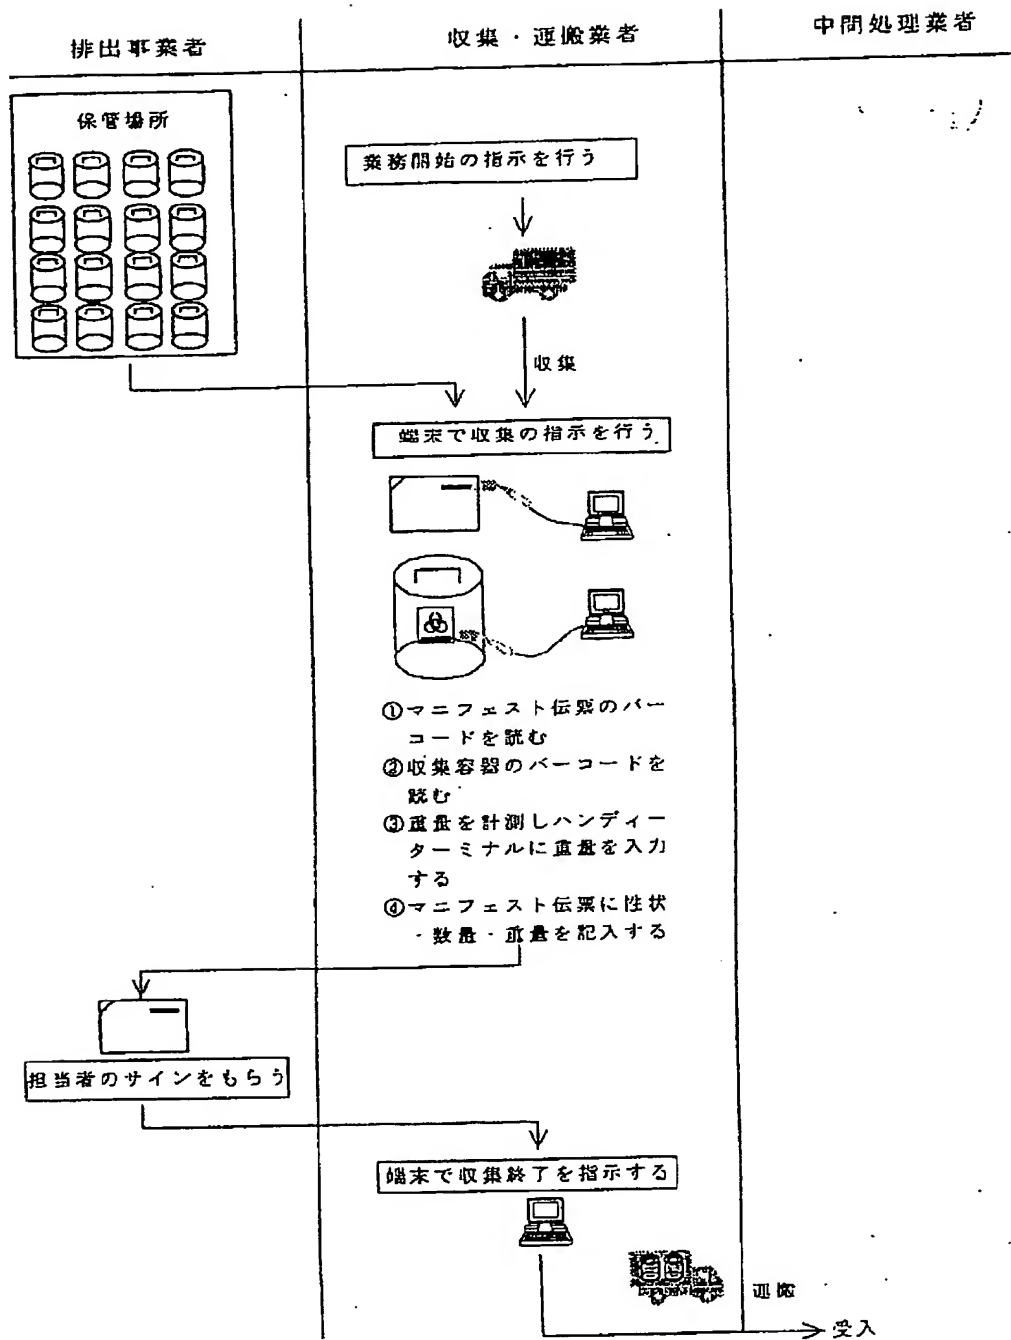 排出事業者
収集・運搬業者
中間処理業者
保管場所
業務開始の指示を行う
収集
端末で収集の指示を行う
①マニフェスト伝票のバー
コードを読む
②収集容器のバーコードを
読む
③重量を計測しハンディー
ターミナルに重量を入力
する
④マニフェスト伝票に性状
・数量・重量を記入する
担当者のサインをもらう
端末で収集終了を指示する
運搬
受入